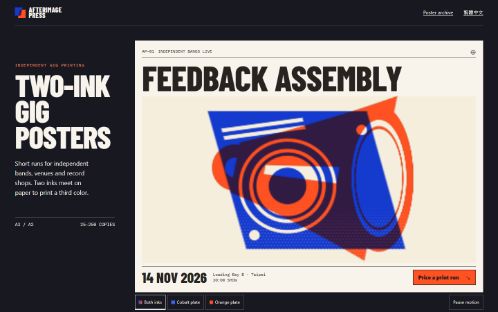 AFTERIMAGE
PRESS
Poster archive
繁體中文
INDEPENDENT GIG PRINTING
TWO-INK
GIG
POSTERS
Short runs for independent
bands, venues and record
shops. Two inks meet on
paper to print a third color.
A3 / A2
25–250 COPIES
AP–01 INDEPENDENT BANDS LIVE
FEEDBACK ASSEMBLY
14 NOV 2026
Loading Bay 8 · Taipei
Price a print run
Both inks
Cobalt plate
Orange plate
Pause motion